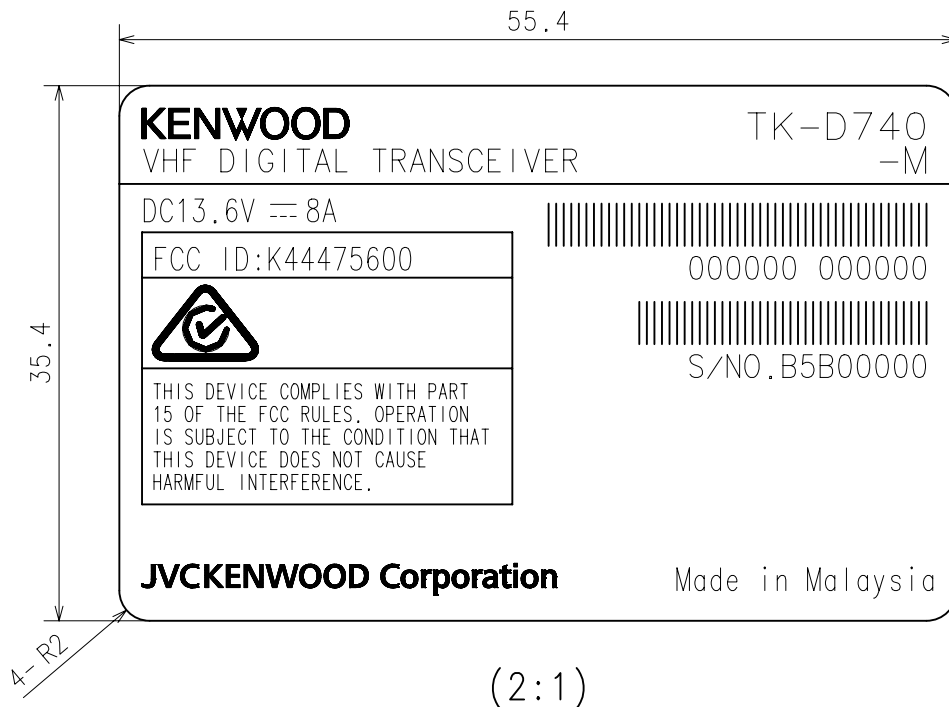 55.4
KENWOOD
TK-D740
VHF DIGITAL TRANSCEIVER
-M
DC13.6V ⎓ 8A
FCC ID:K44475600
000000 000000
35.4
S/NO.B5B00000
THIS DEVICE COMPLIES WITH PART
15 OF THE FCC RULES. OPERATION
IS SUBJECT TO THE CONDITION THAT
THIS DEVICE DOES NOT CAUSE
HARMFUL INTERFERENCE.
JVCKENWOOD Corporation
Made in Malaysia
4-R2
(2:1)